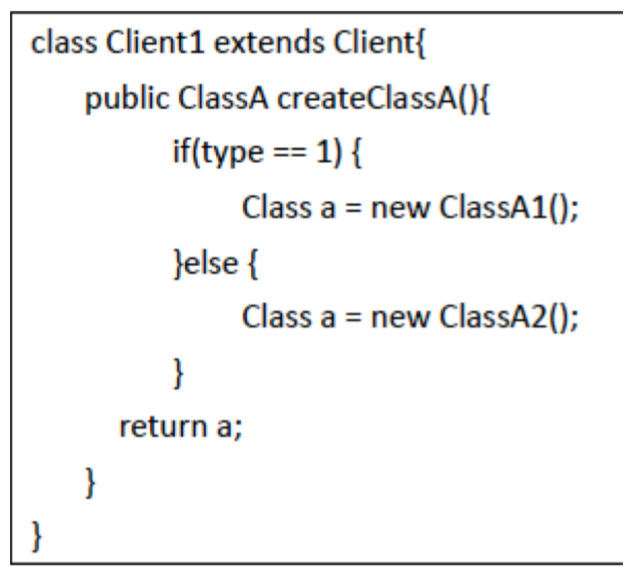 class Client1 extends Client{
public ClassA createClassA(){
if(type == 1) {
Class a = new ClassA1();
}else {
Class a = new ClassA2();
}
return a;
}
}